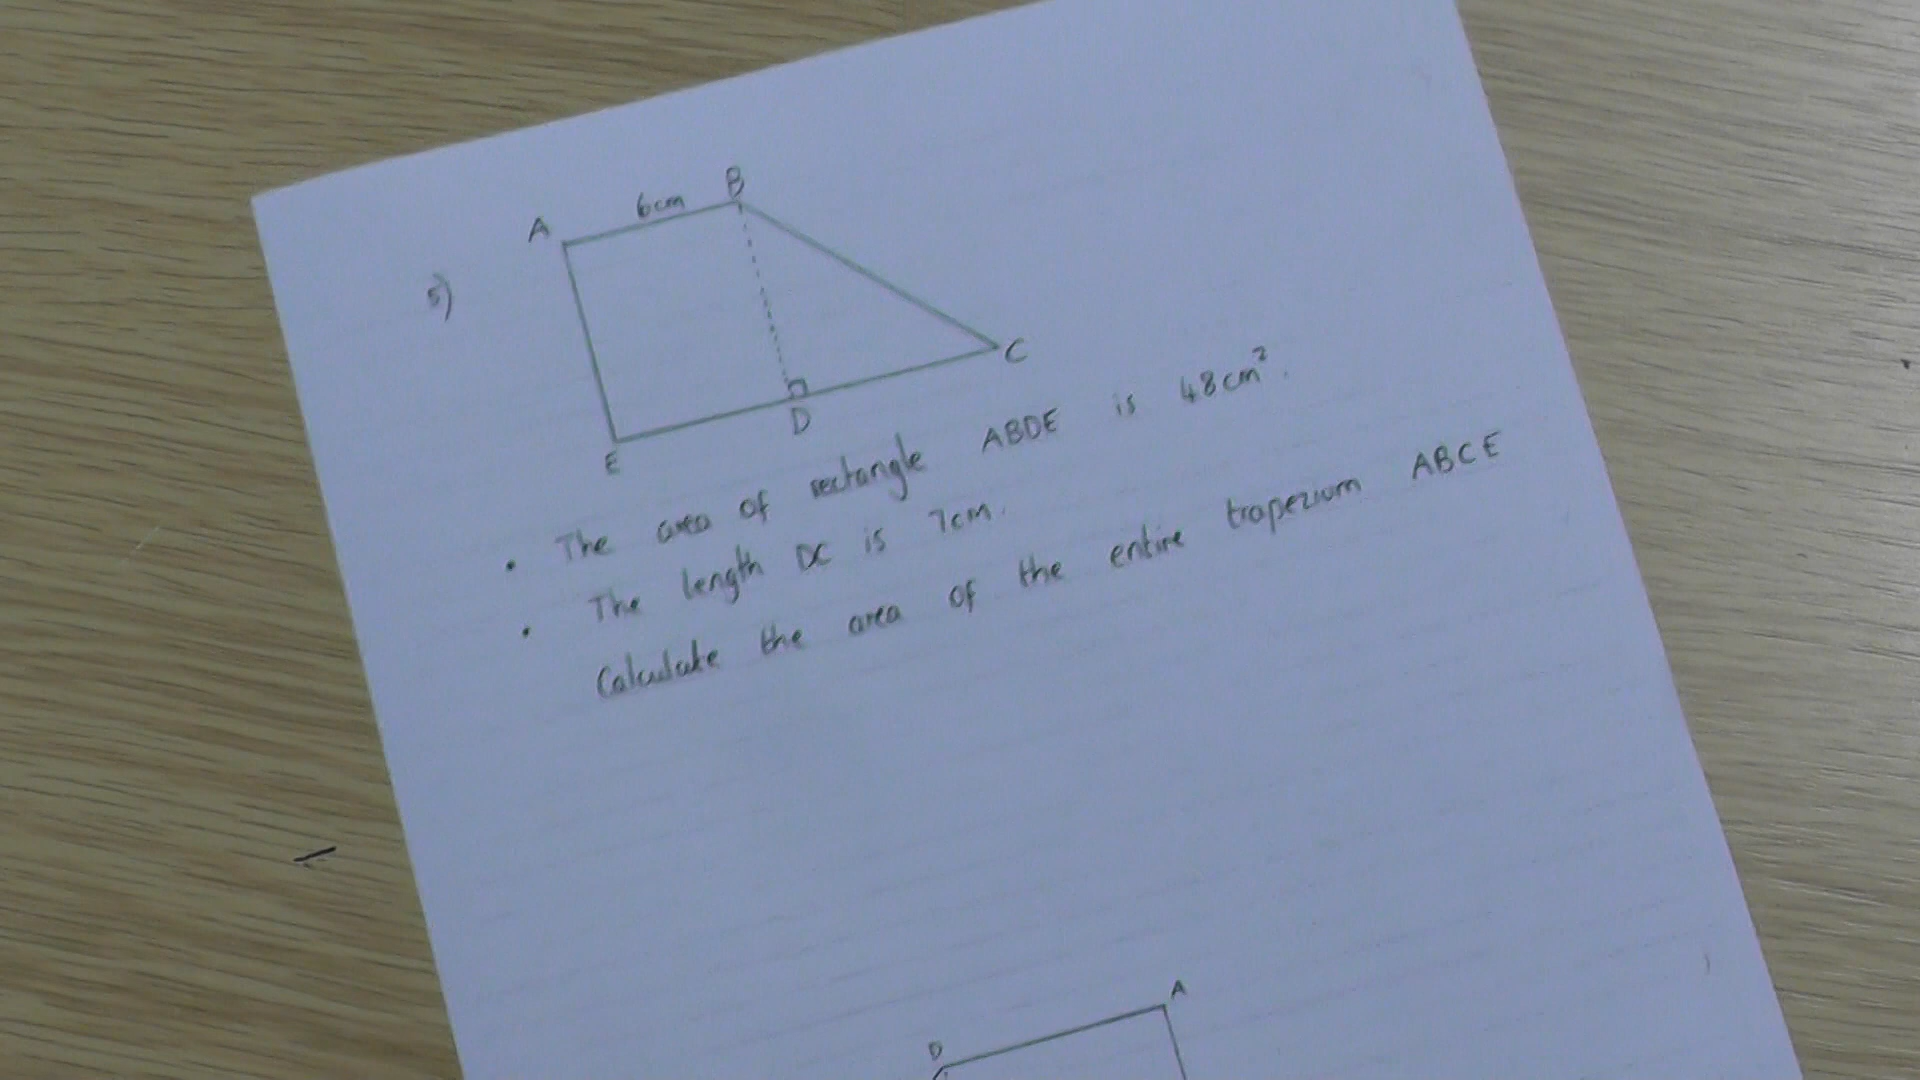 5)
A
6cm
B
C
D
E
• The area of rectangle ABDE is 48cm².
• The length DC is 7cm.
Calculate the area of the entire trapezium ABCE
A
D